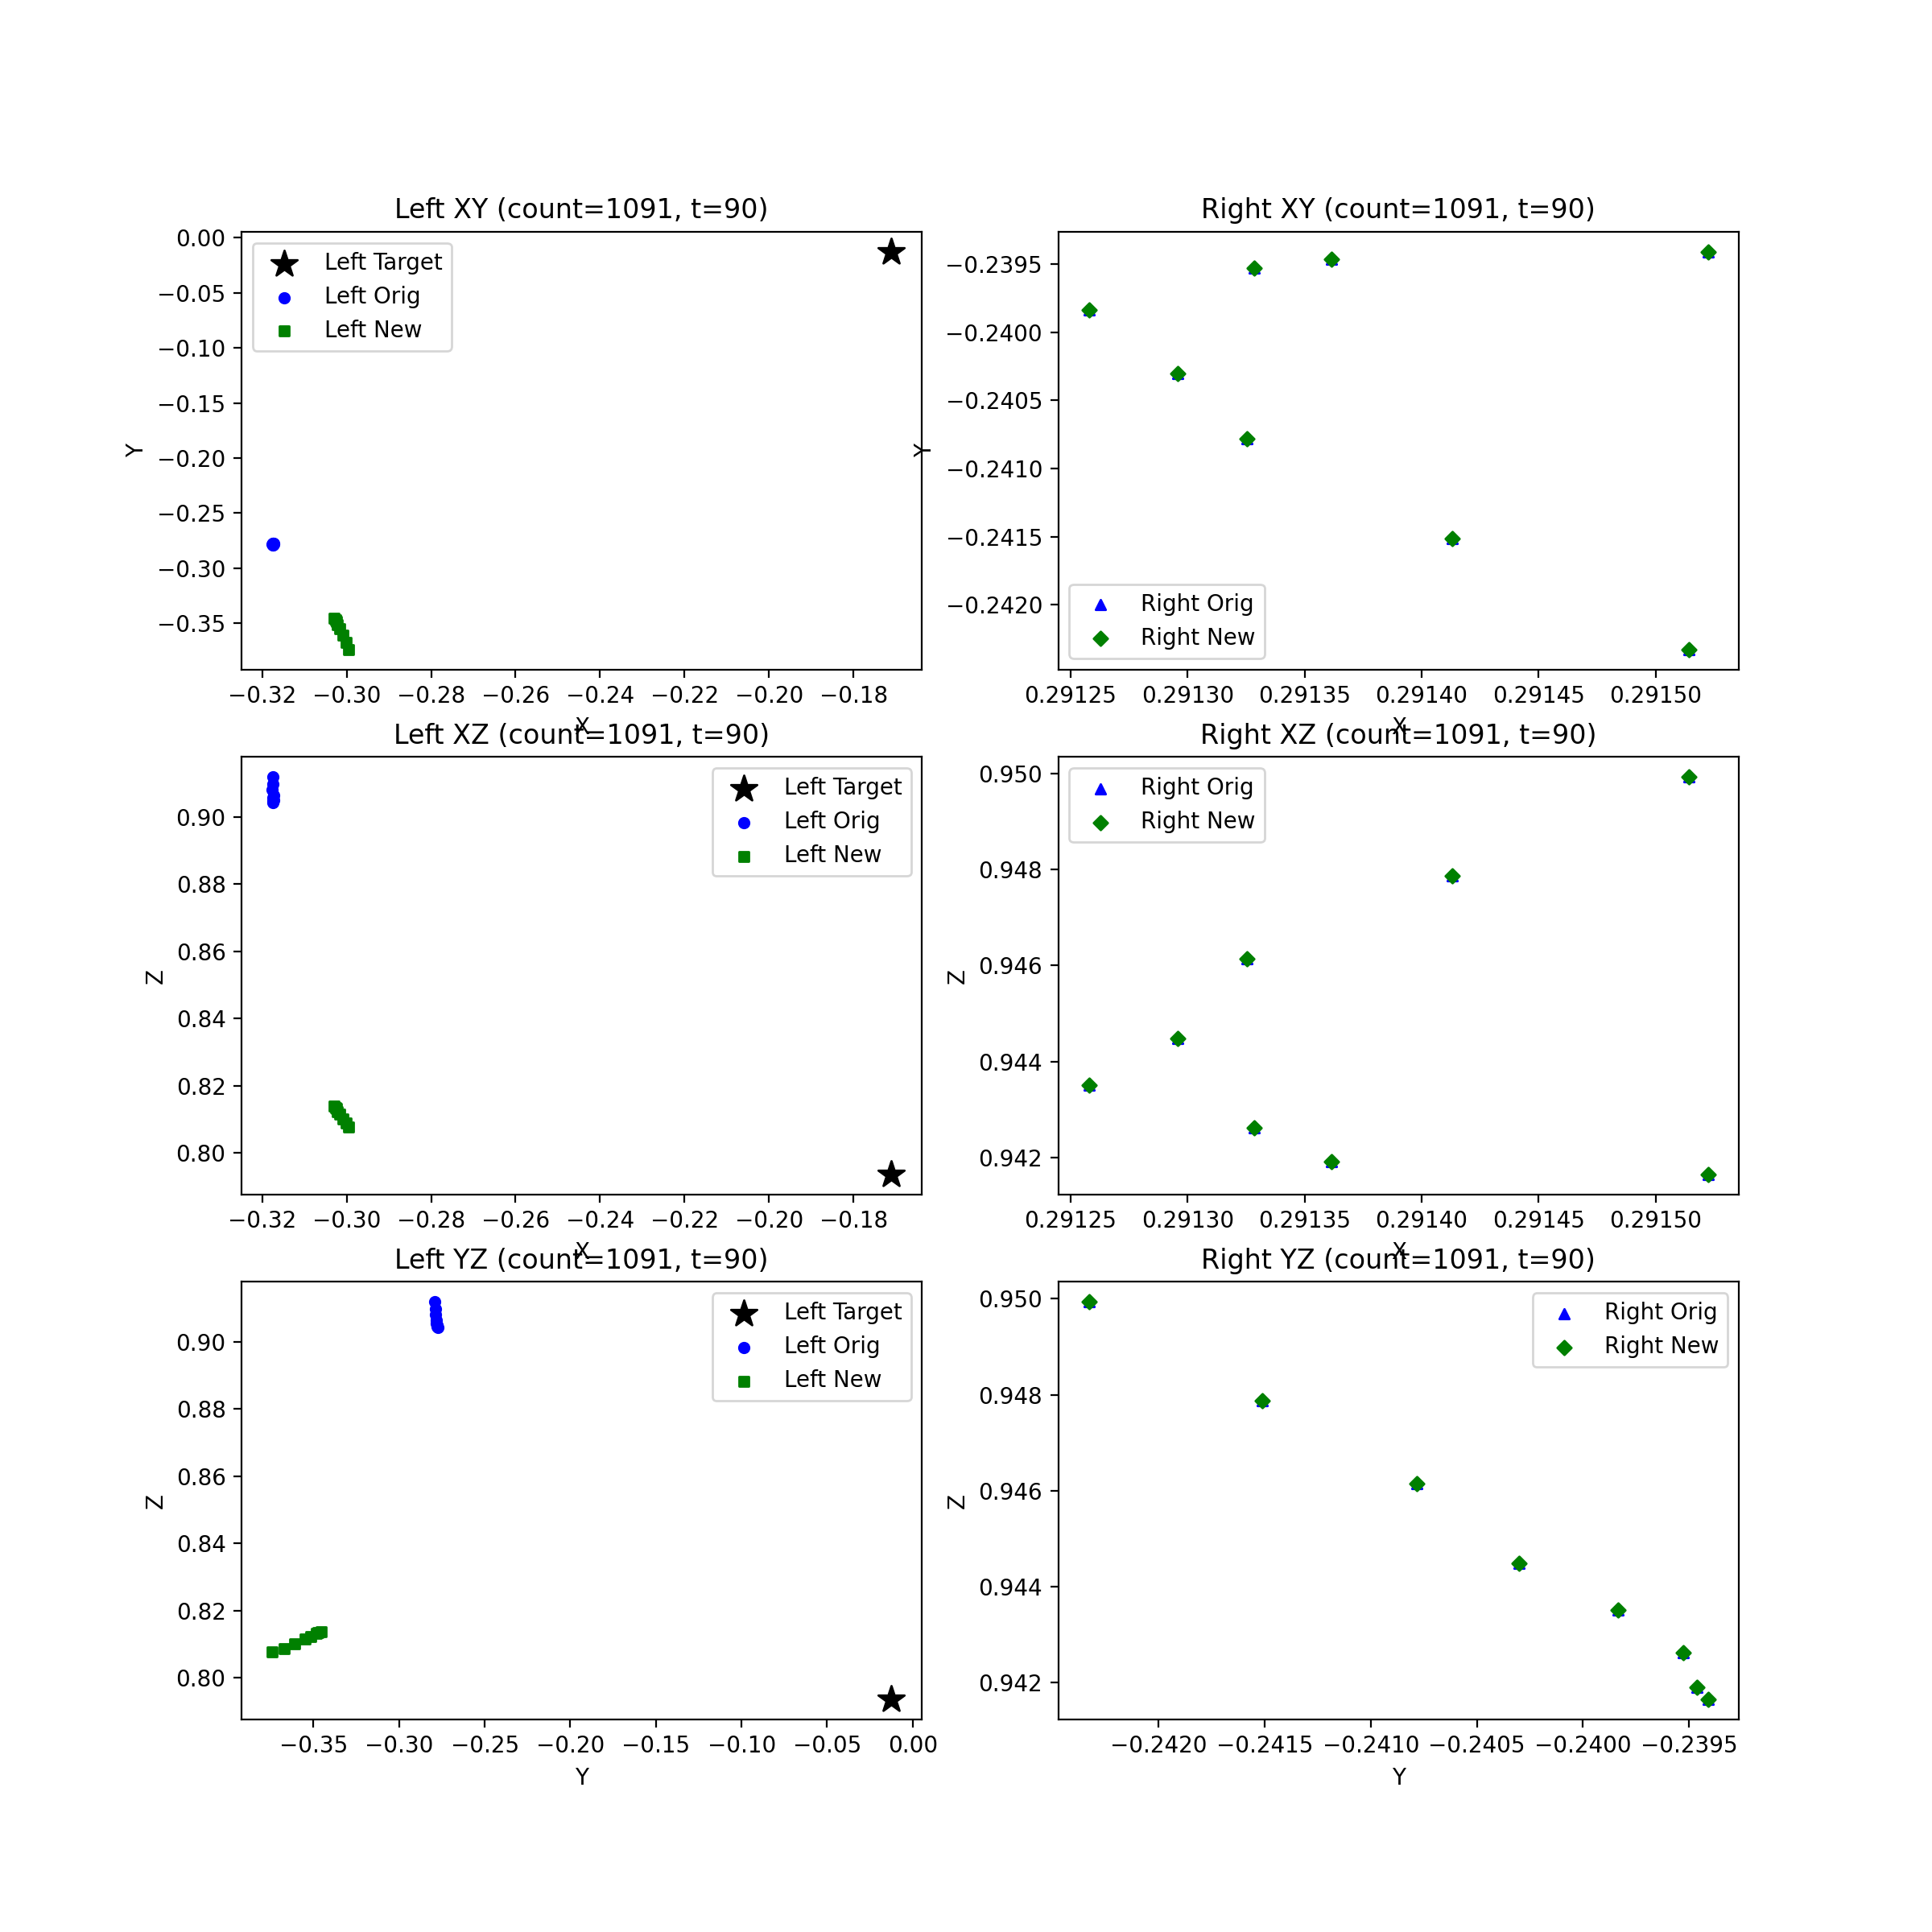 Left XY (count=1091, t=90)
0.00
−0.05
−0.10
−0.15
−0.20
−0.25
−0.30
−0.35
Y
Left Target
Left Orig
Left New
−0.32 −0.30 −0.28 −0.26 −0.24 −0.22 −0.20 −0.18
X
Right XY (count=1091, t=90)
−0.2395
−0.2400
−0.2405
−0.2410
−0.2415
−0.2420
Y
Right Orig
Right New
0.29125 0.29130 0.29135 0.29140 0.29145 0.29150
X
Left XZ (count=1091, t=90)
0.90
0.88
0.86
0.84
0.82
0.80
Z
Left Target
Left Orig
Left New
−0.32 −0.30 −0.28 −0.26 −0.24 −0.22 −0.20 −0.18
X
Right XZ (count=1091, t=90)
0.950
0.948
0.946
0.944
0.942
Z
Right Orig
Right New
0.29125 0.29130 0.29135 0.29140 0.29145 0.29150
X
Left YZ (count=1091, t=90)
0.90
0.88
0.86
0.84
0.82
0.80
Z
Left Target
Left Orig
Left New
−0.35 −0.30 −0.25 −0.20 −0.15 −0.10 −0.05 0.00
Y
Right YZ (count=1091, t=90)
0.950
0.948
0.946
0.944
0.942
Z
Right Orig
Right New
−0.2420 −0.2415 −0.2410 −0.2405 −0.2400 −0.2395
Y